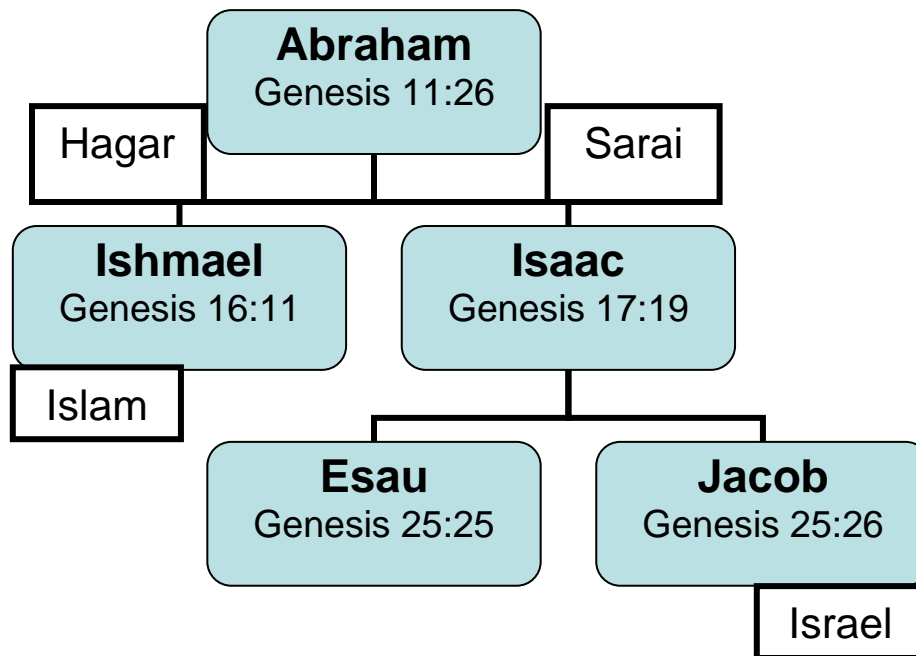 Abraham
Genesis 11:26
Hagar
Sarai
Ishmael
Genesis 16:11
Isaac
Genesis 17:19
Islam
Esau
Genesis 25:25
Jacob
Genesis 25:26
Israel